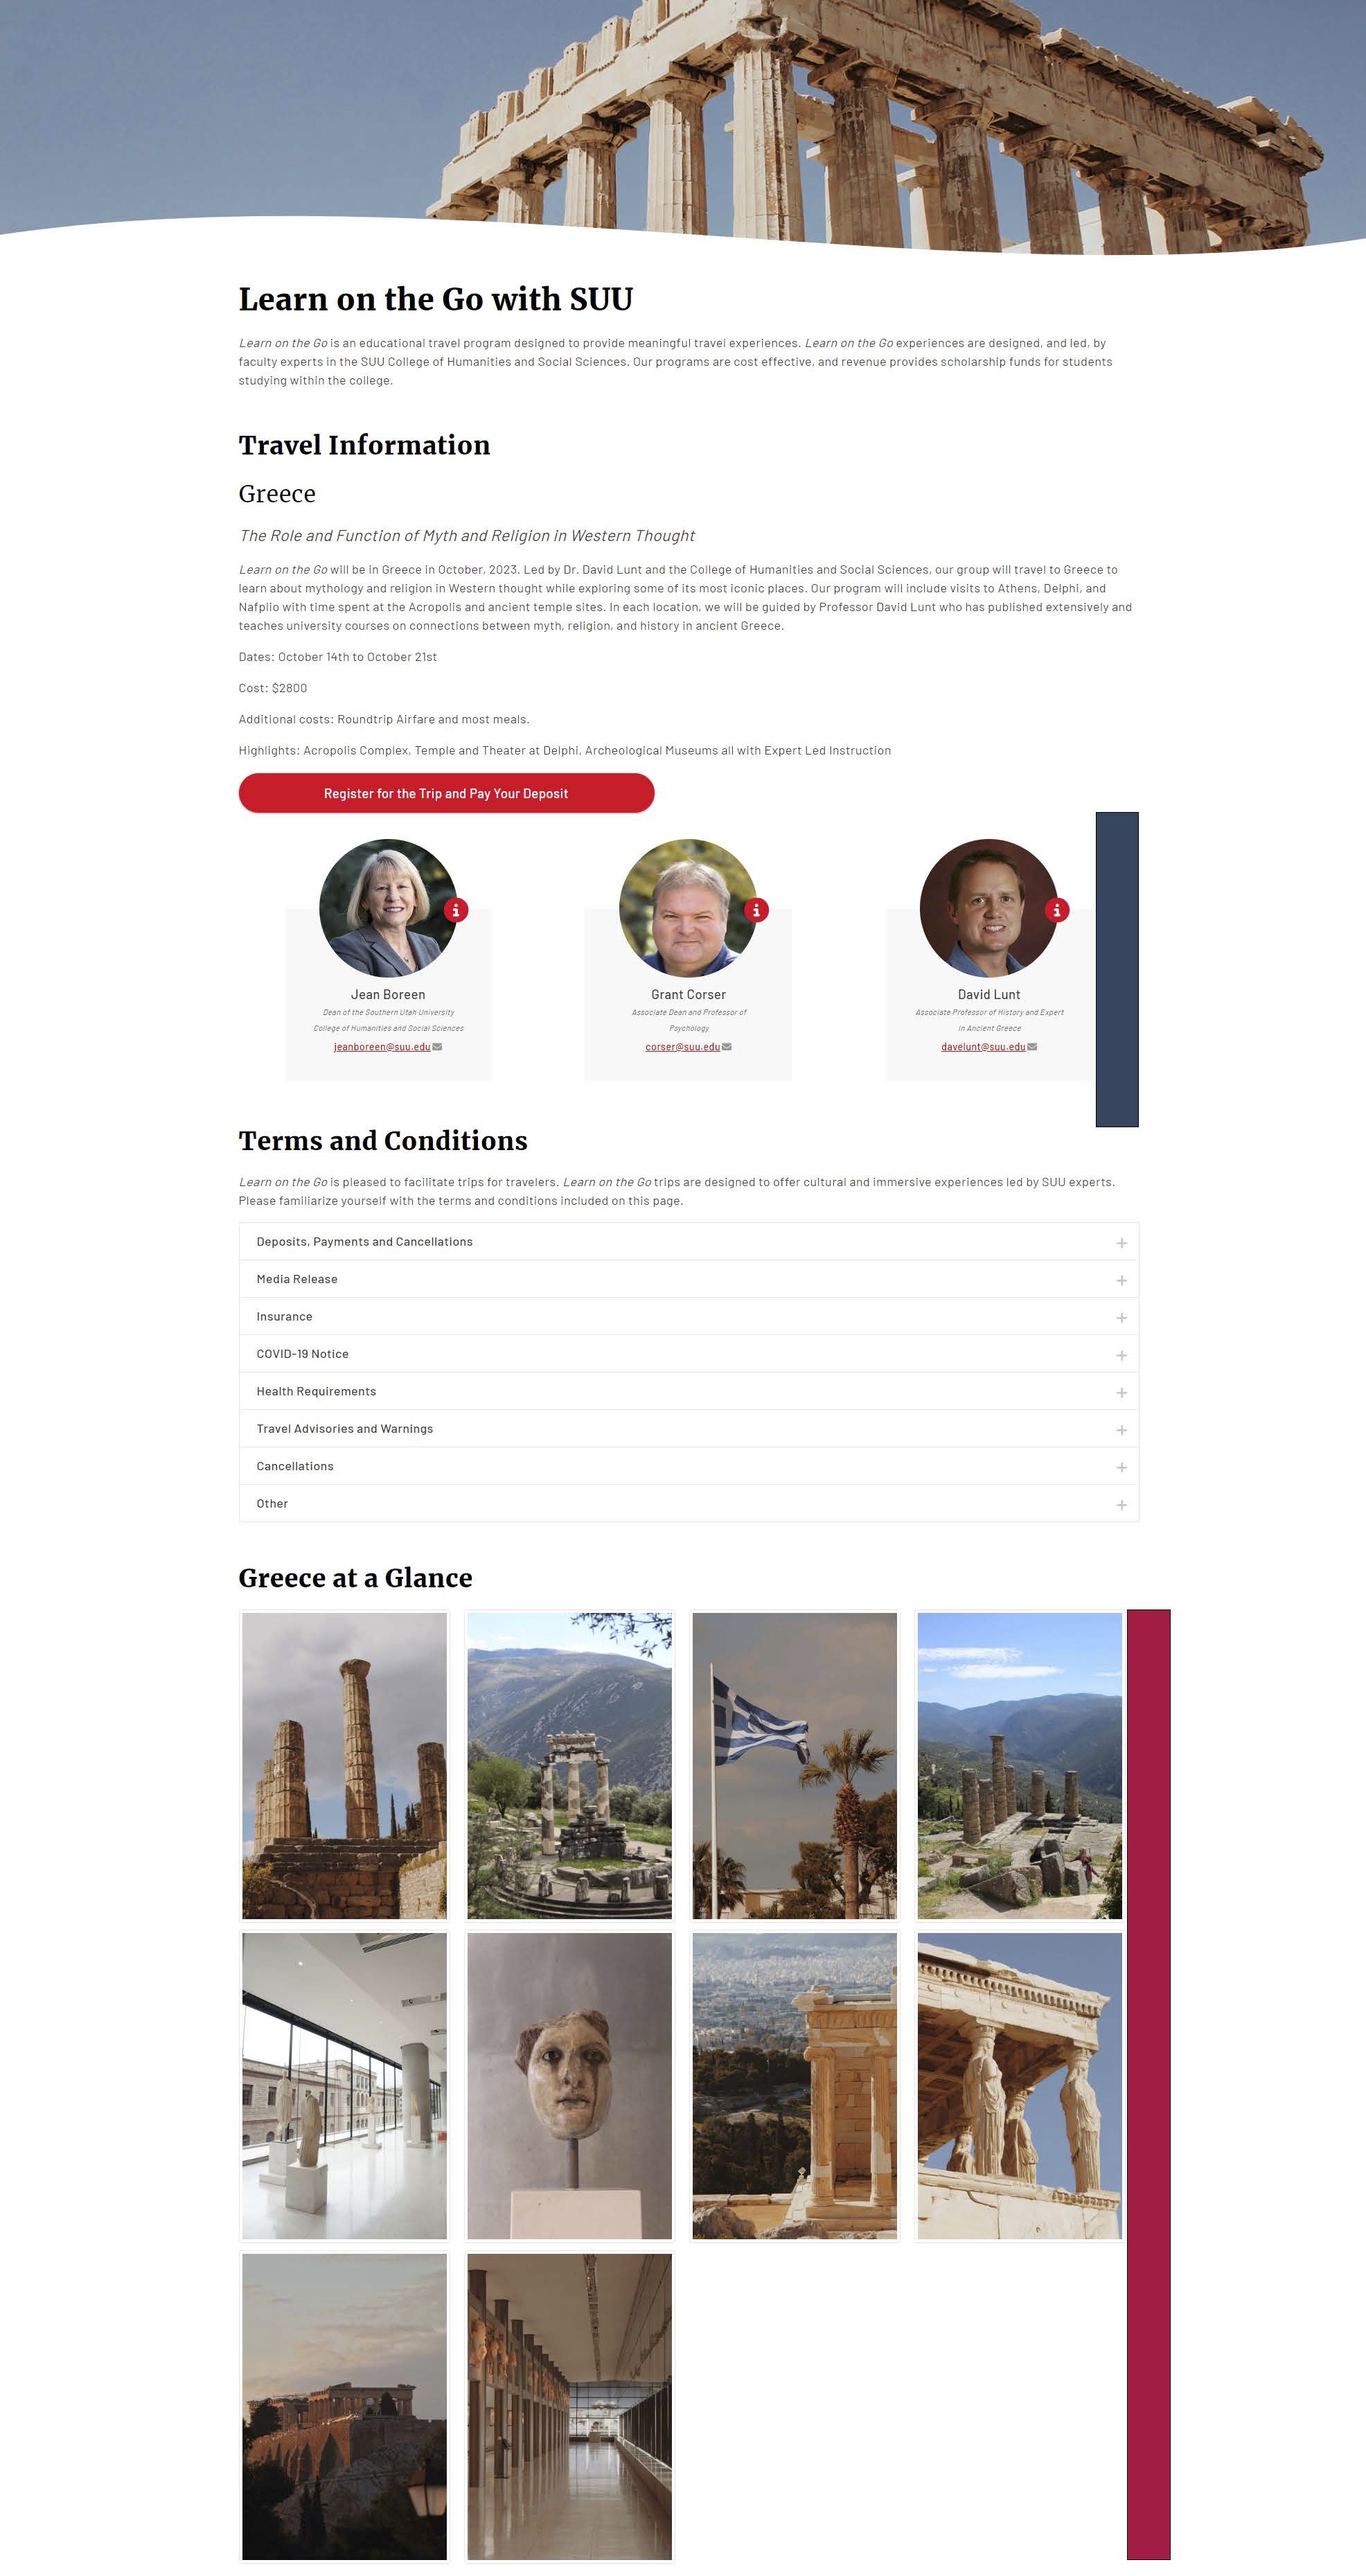 Learn on the Go with SUU
Learn on the Go is an educational travel program designed to provide meaningful travel experiences. Learn on the Go experiences are designed, and led, by
faculty experts in the SUU College of Humanities and Social Sciences. Our programs are cost effective, and revenue provides scholarship funds for students
studying within the college.
Travel Information
Greece
The Role and Function of Myth and Religion in Western Thought
Learn on the Go will be in Greece in October, 2023. Led by Dr. David Lunt and the College of Humanities and Social Sciences, our group will travel to Greece to
learn about mythology and religion in Western thought while exploring some of its most iconic places. Our program will include visits to Athens, Delphi, and
Nafplio with time spent at the Acropolis and ancient temple sites. In each location, we will be guided by Professor David Lunt who has published extensively and
teaches university courses on connections between myth, religion, and history in ancient Greece.
Dates: October 14th to October 21st
Cost: $2800
Additional costs: Roundtrip Airfare and most meals.
Highlights: Acropolis Complex, Temple and Theater at Delphi, Archeological Museums all with Expert Led Instruction
Register for the Trip and Pay Your Deposit
Jean Boreen
Dean of the Southern Utah University
College of Humanities and Social Sciences
jeanboreen@suu.edu
Grant Corser
Associate Dean and Professor of
Psychology
corser@suu.edu
David Lunt
Associate Professor of History and Expert
in Ancient Greece
davelunt@suu.edu
Terms and Conditions
Learn on the Go is pleased to facilitate trips for travelers. Learn on the Go trips are designed to offer cultural and immersive experiences led by SUU experts.
Please familiarize yourself with the terms and conditions included on this page.
Deposits, Payments and Cancellations
Media Release
Insurance
COVID-19 Notice
Health Requirements
Travel Advisories and Warnings
Cancellations
Other
Greece at a Glance